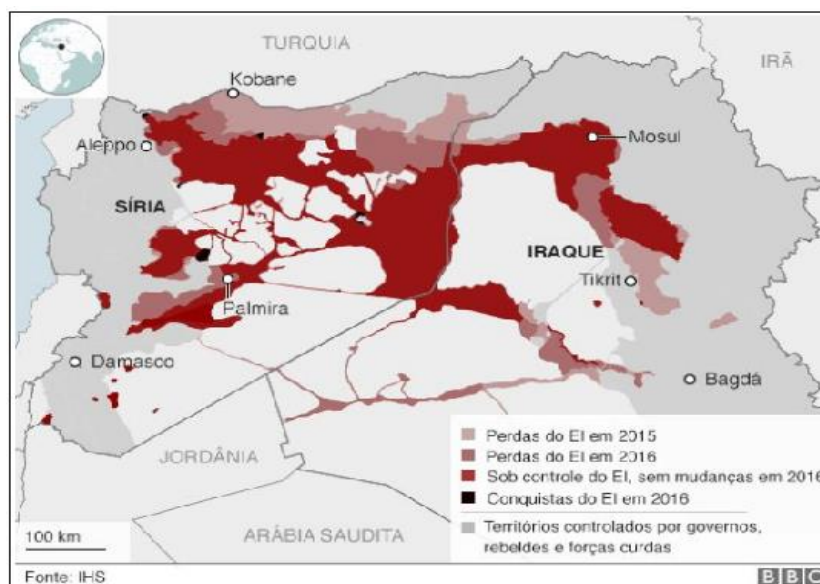 TURQUIA
IRÃ
Kobane
Aleppo
Mosul
SÍRIA
IRAQUE
Tikrit
Palmira
Damasco
Bagdá
JORDÂNIA
ARÁBIA SAUDITA
Perdas do EI em 2015
Perdas do EI em 2016
Sob controle do EI, sem mudanças em 2016
Conquistas do EI em 2016
Territórios controlados por governos,
rebeldes e forças curdas
100 km
Fonte: IHS
BBC